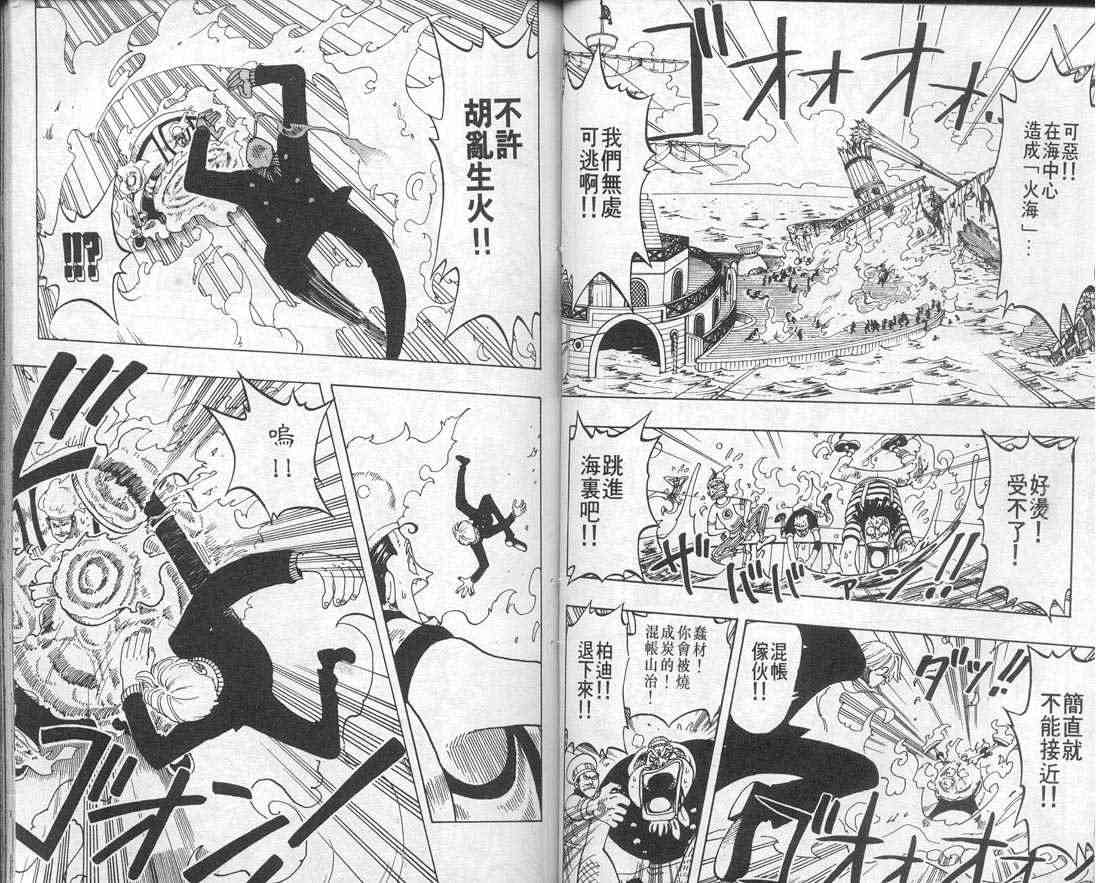 可惡!!
在海中心
造成「火海」…
我們無處
可逃啊!!
ゴオオオオ
好燙!
受不了!
跳進
海裏吧!!
ザババァァン!!
簡直就
不能接近!!
ダッ!!
混帳
傢伙!!
蠢材!
你會被燒
成炭的!
混帳山治!
柏迪!!
退下來!!
ゴオオオオ
不許
胡亂生火!!
!!?
嗚!!
ゴオオン!!